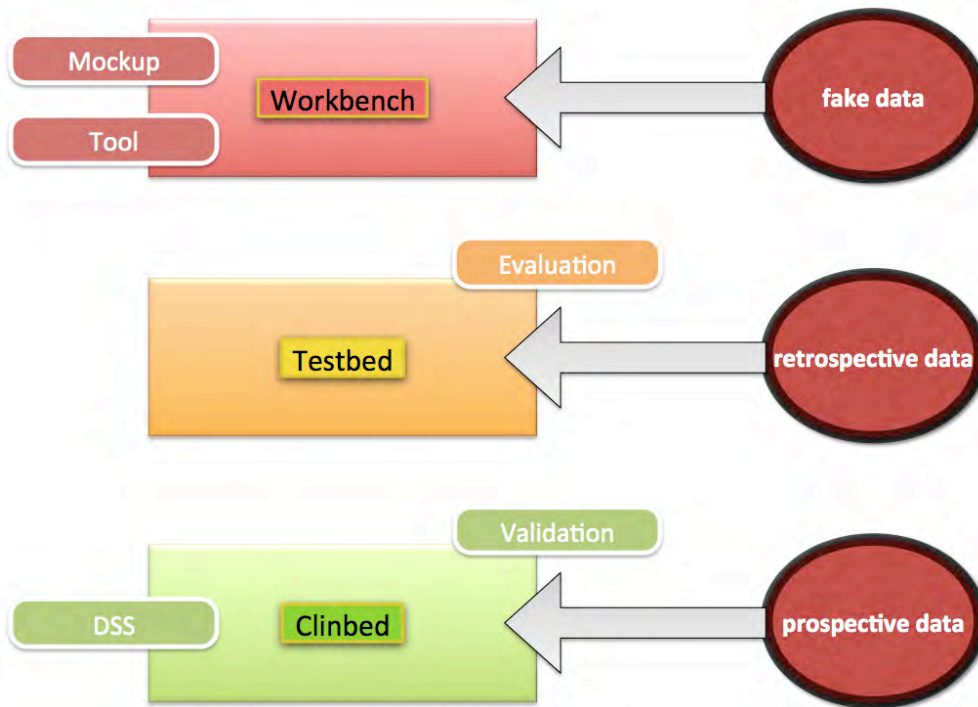 Mockup
Workbench
fake data
Tool
Evaluation
Testbed
retrospective data
Validation
DSS
Clinbed
prospective data